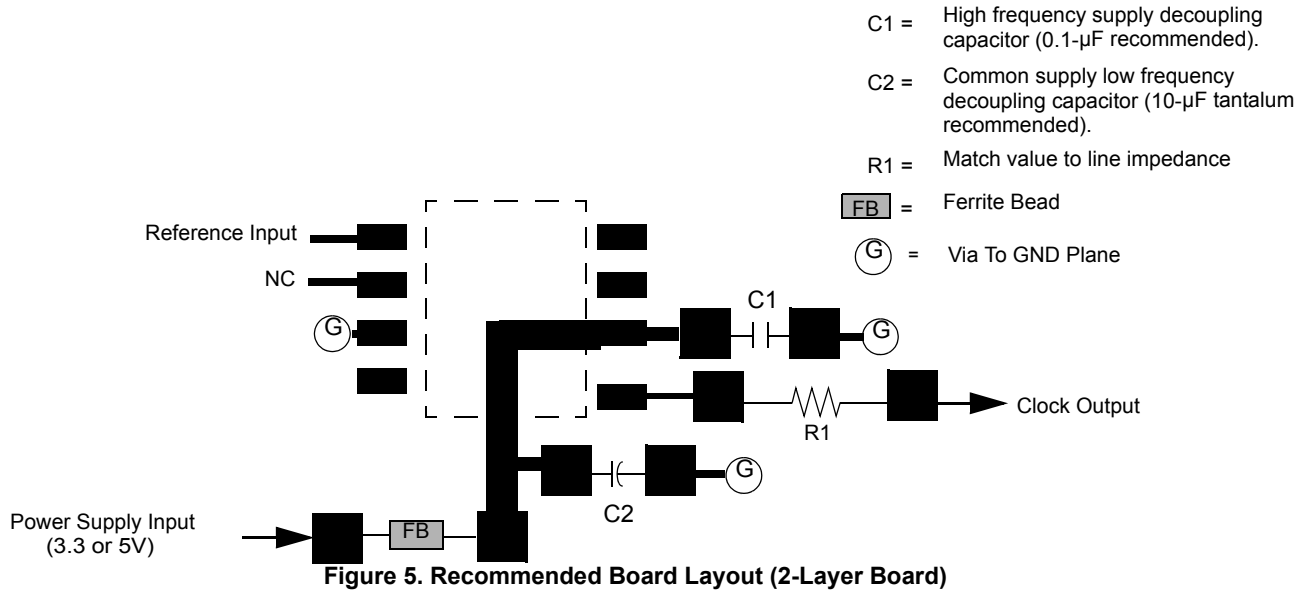 C1 = High frequency supply decoupling
capacitor (0.1-µF recommended).
C2 = Common supply low frequency
decoupling capacitor (10-µF tantalum
recommended).
R1 = Match value to line impedance
FB = Ferrite Bead
G = Via To GND Plane
Reference Input
NC
G
C1
G
Clock Output
R1
G
C2
Power Supply Input
(3.3 or 5V)
FB
Figure 5. Recommended Board Layout (2-Layer Board)